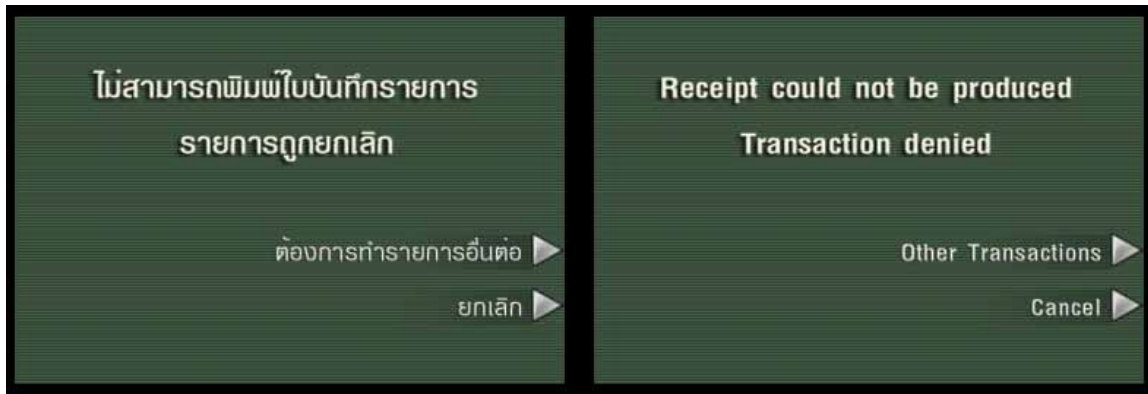 ไม่สามารถพิมพ์ใบบันทึกรายการ
รายการถูกยกเลิก
ต้องการทำรายการอื่นต่อ
ยกเลิก
Receipt could not be produced
Transaction denied
Other Transactions
Cancel